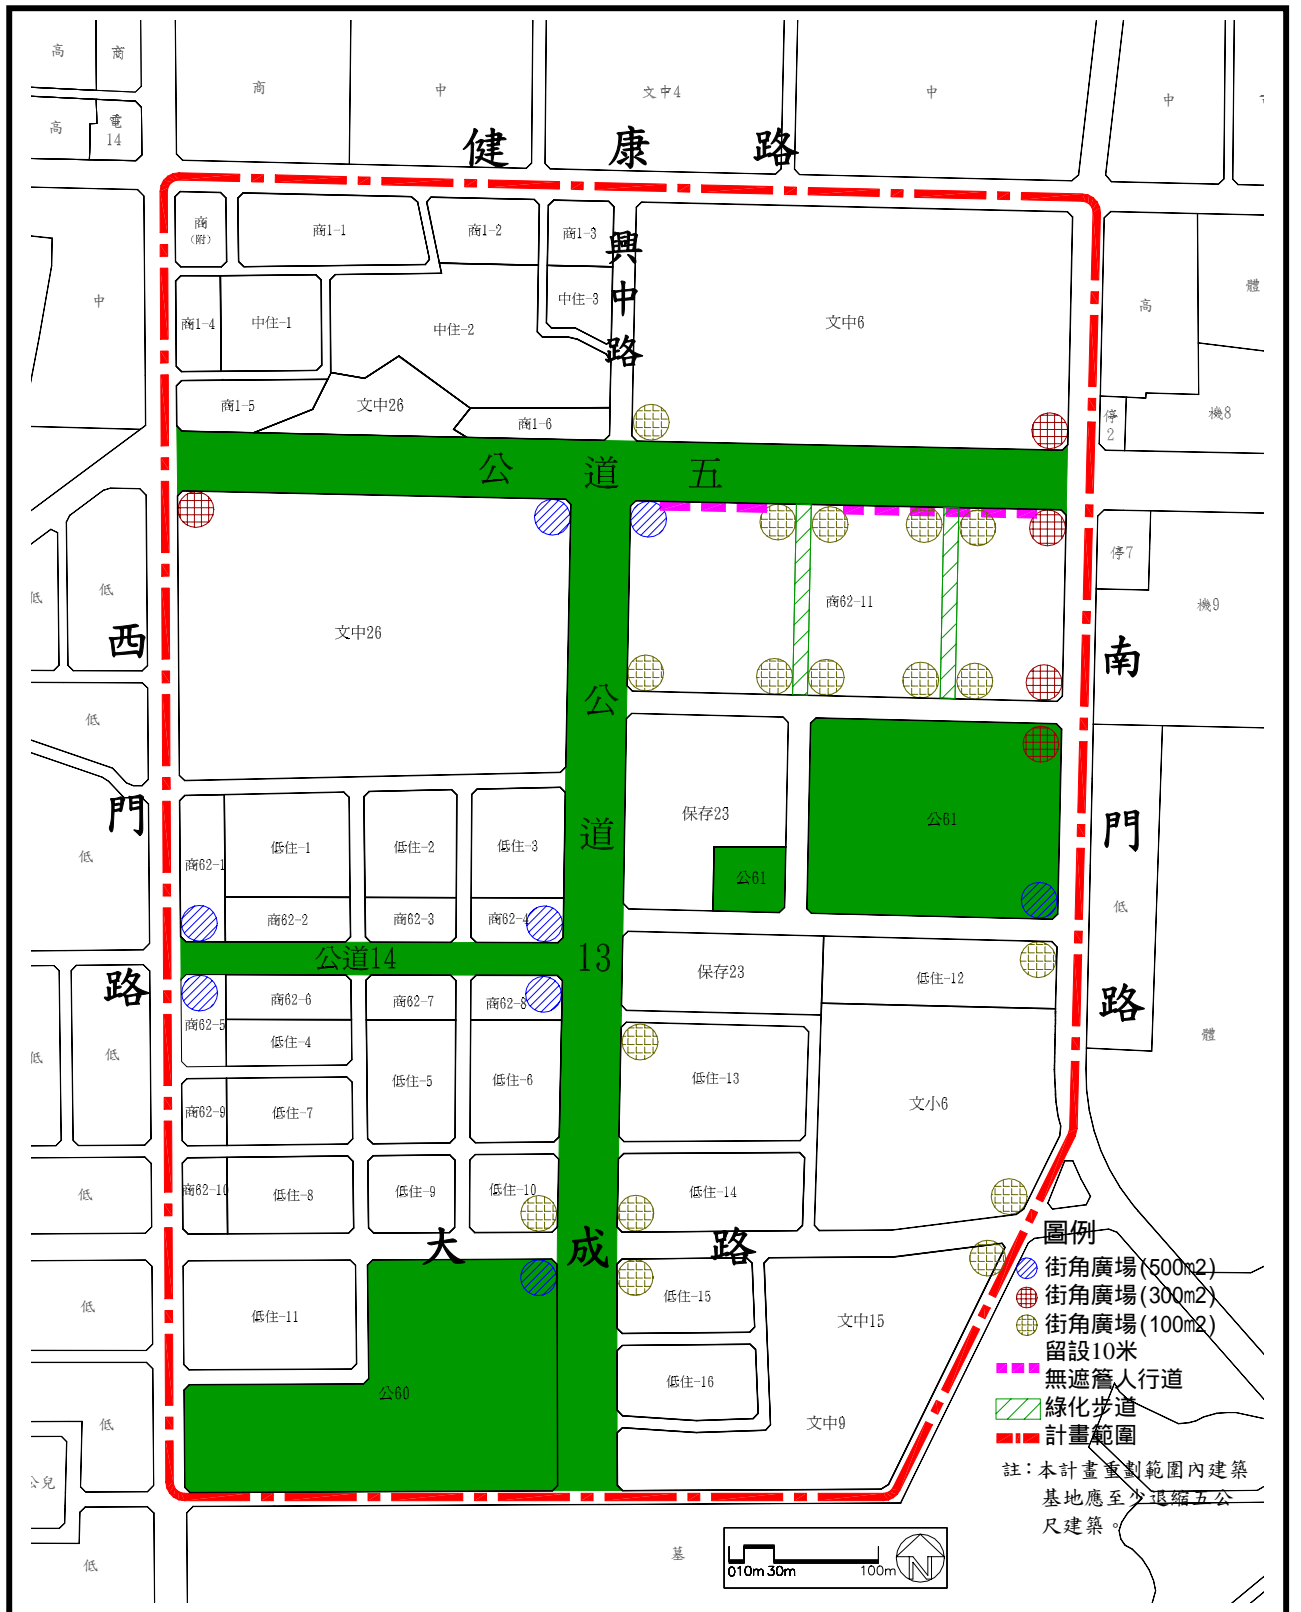 高
商
商
中
文中4
中
中
高
電
14
健康路
商
(附)
商1-1
商1-2
商1-3
興中路
中
商1-4
中住-1
中住-2
中住-3
文中6
高
體
商1-5
文中26
商1-6
停
2
機8
公道五
低
低
文中26
商62-11
停7
機9
西門路
南門路
公道13
低
低
商62-1
低住-1
低住-2
低住-3
保存23
公61
公61
商62-2
商62-3
商62-4
低
公道14
保存23
低住-12
商62-5
商62-6
商62-7
商62-8
低
低
低住-4
低住-5
低住-6
低住-13
體
商62-9
低住-7
文小6
低
商62-10
低住-8
低住-9
低住-10
低住-14
大成路
低
低住-11
低住-15
文中15
公60
低住-16
低
文中9
公兒
低
墓
圖例
街角廣場(500m2)
街角廣場(300m2)
街角廣場(100m2)
留設10米
無遮簷人行道
綠化步道
計畫範圍
註:本計畫重劃範圍內建築
基地應至少退縮五公
尺建築。
010m 30m 100m
N